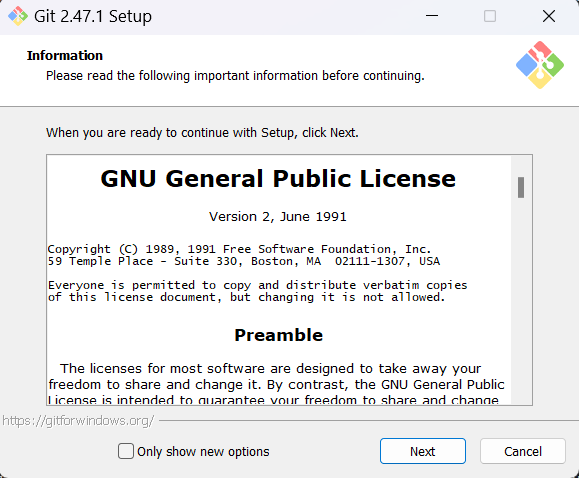 Git 2.47.1 Setup
Information
Please read the following important information before continuing.
When you are ready to continue with Setup, click Next.
GNU General Public License
Version 2, June 1991
Copyright (C) 1989, 1991 Free Software Foundation, Inc.
59 Temple Place - Suite 330, Boston, MA  02111-1307, USA
Everyone is permitted to copy and distribute verbatim copies
of this license document, but changing it is not allowed.
Preamble
The licenses for most software are designed to take away your
freedom to share and change it. By contrast, the GNU General Public
License is intended to guarantee your freedom to share and change
https://gitforwindows.org/
Only show new options
Next
Cancel